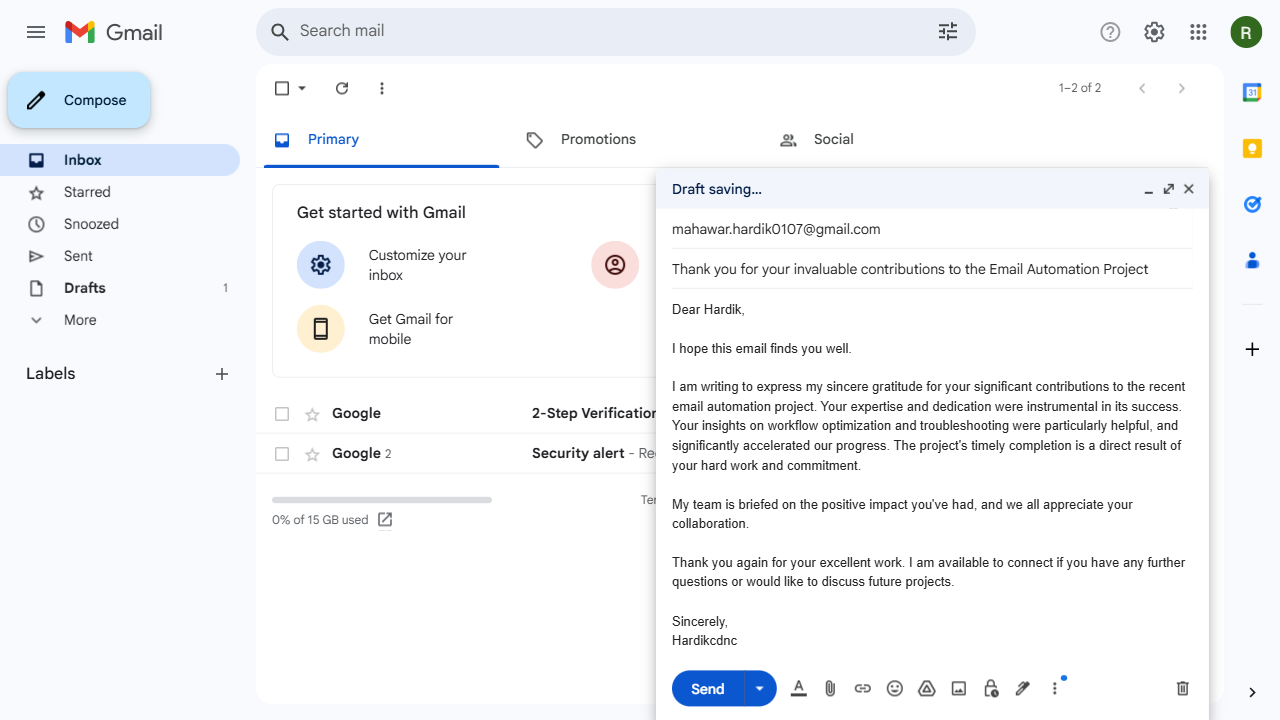 Gmail
Search mail
R
Compose
1–2 of 2
31
Primary
Promotions
Social
Inbox
Starred
Snoozed
Sent
Drafts
1
More
Labels
Get started with Gmail
Customize your
inbox
Get Gmail for
mobile
Google
2-Step Verification
Google 2
Security alert -
0% of 15 GB used
Draft saving...
mahawar.hardik0107@gmail.com
Thank you for your invaluable contributions to the Email Automation Project
Dear Hardik,
I hope this email finds you well.
I am writing to express my sincere gratitude for your significant contributions to the recent
email automation project. Your expertise and dedication were instrumental in its success.
Your insights on workflow optimization and troubleshooting were particularly helpful, and
significantly accelerated our progress. The project's timely completion is a direct result of
your hard work and commitment.
My team is briefed on the positive impact you've had, and we all appreciate your
collaboration.
Thank you again for your excellent work. I am available to connect if you have any further
questions or would like to discuss future projects.
Sincerely,
Hardikcdnc
Send